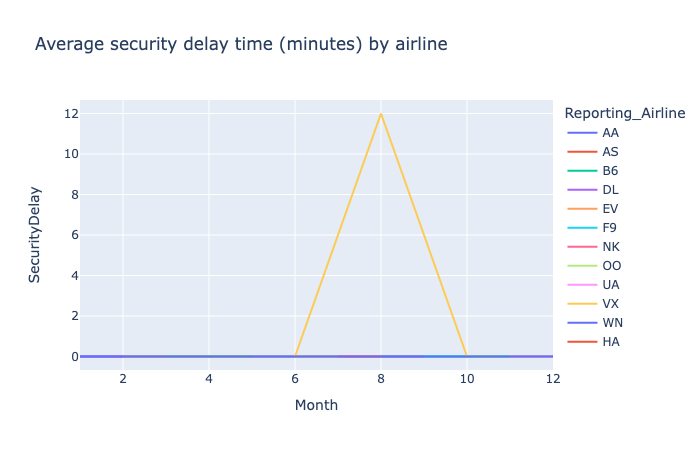 Average security delay time (minutes) by airline
Reporting_Airline
AA
AS
B6
DL
EV
F9
NK
OO
UA
VX
WN
HA
SecurityDelay
12
10
8
6
4
2
0
2 4 6 8 10 12
Month